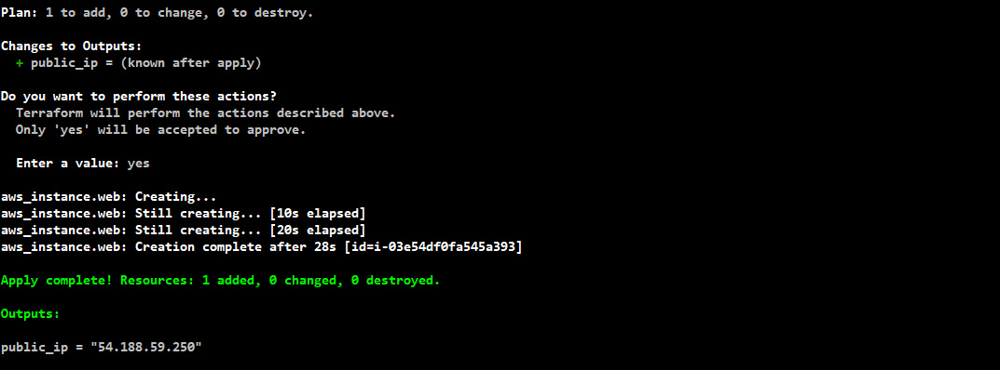 Plan: 1 to add, 0 to change, 0 to destroy.
Changes to Outputs:
+ public_ip = (known after apply)
Do you want to perform these actions?
Terraform will perform the actions described above.
Only 'yes' will be accepted to approve.
Enter a value: yes
aws_instance.web: Creating...
aws_instance.web: Still creating... [10s elapsed]
aws_instance.web: Still creating... [20s elapsed]
aws_instance.web: Creation complete after 28s [id=i-03e54df0fa545a393]
Apply complete! Resources: 1 added, 0 changed, 0 destroyed.
Outputs:
public_ip = "54.188.59.250"